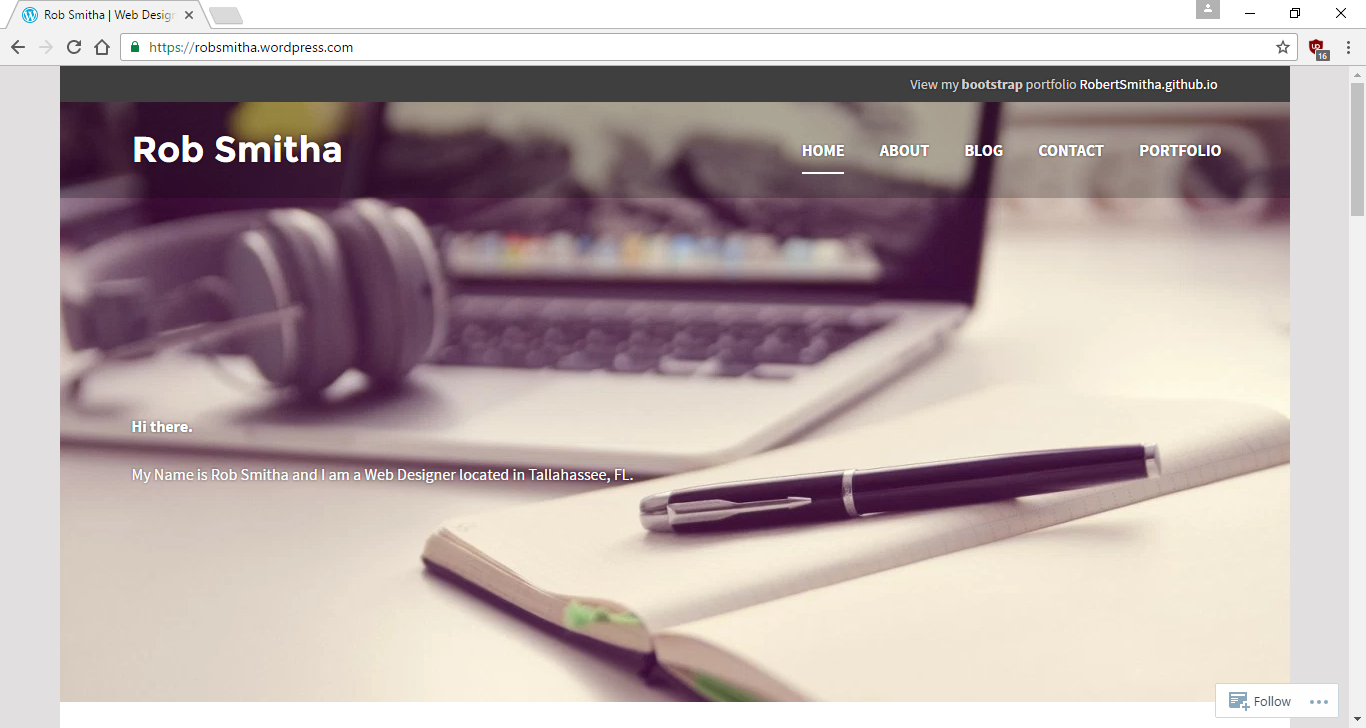 Rob Smitha | Web Desig
https://robsmitha.wordpress.com
16
View my bootstrap portfolio RobertSmitha.github.io
Rob Smitha
HOME ABOUT BLOG CONTACT PORTFOLIO
Hi there.
My Name is Rob Smitha and I am a Web Designer located in Tallahassee, FL.
Follow